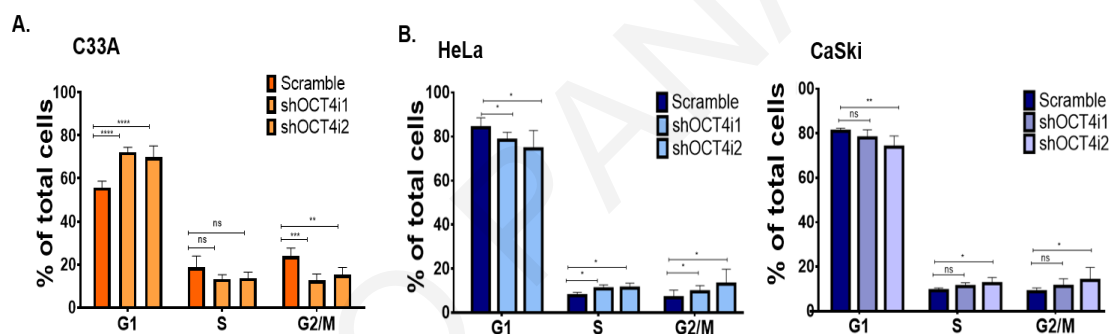 A.
C33A
% of total cells
100
80
60
40
20
0
Scramble
shOCT4i1
shOCT4i2
****
****
ns
ns
**
***
G1 S G2/M
B.
HeLa
% of total cells
100
80
60
40
20
0
Scramble
shOCT4i1
shOCT4i2
*
*
*
*
*
*
G1 S G2/M
CaSki
% of total cells
00
80
60
40
20
0
Scramble
shOCT4i1
shOCT4i2
**
ns
*
ns
*
ns
G1 S G2/M